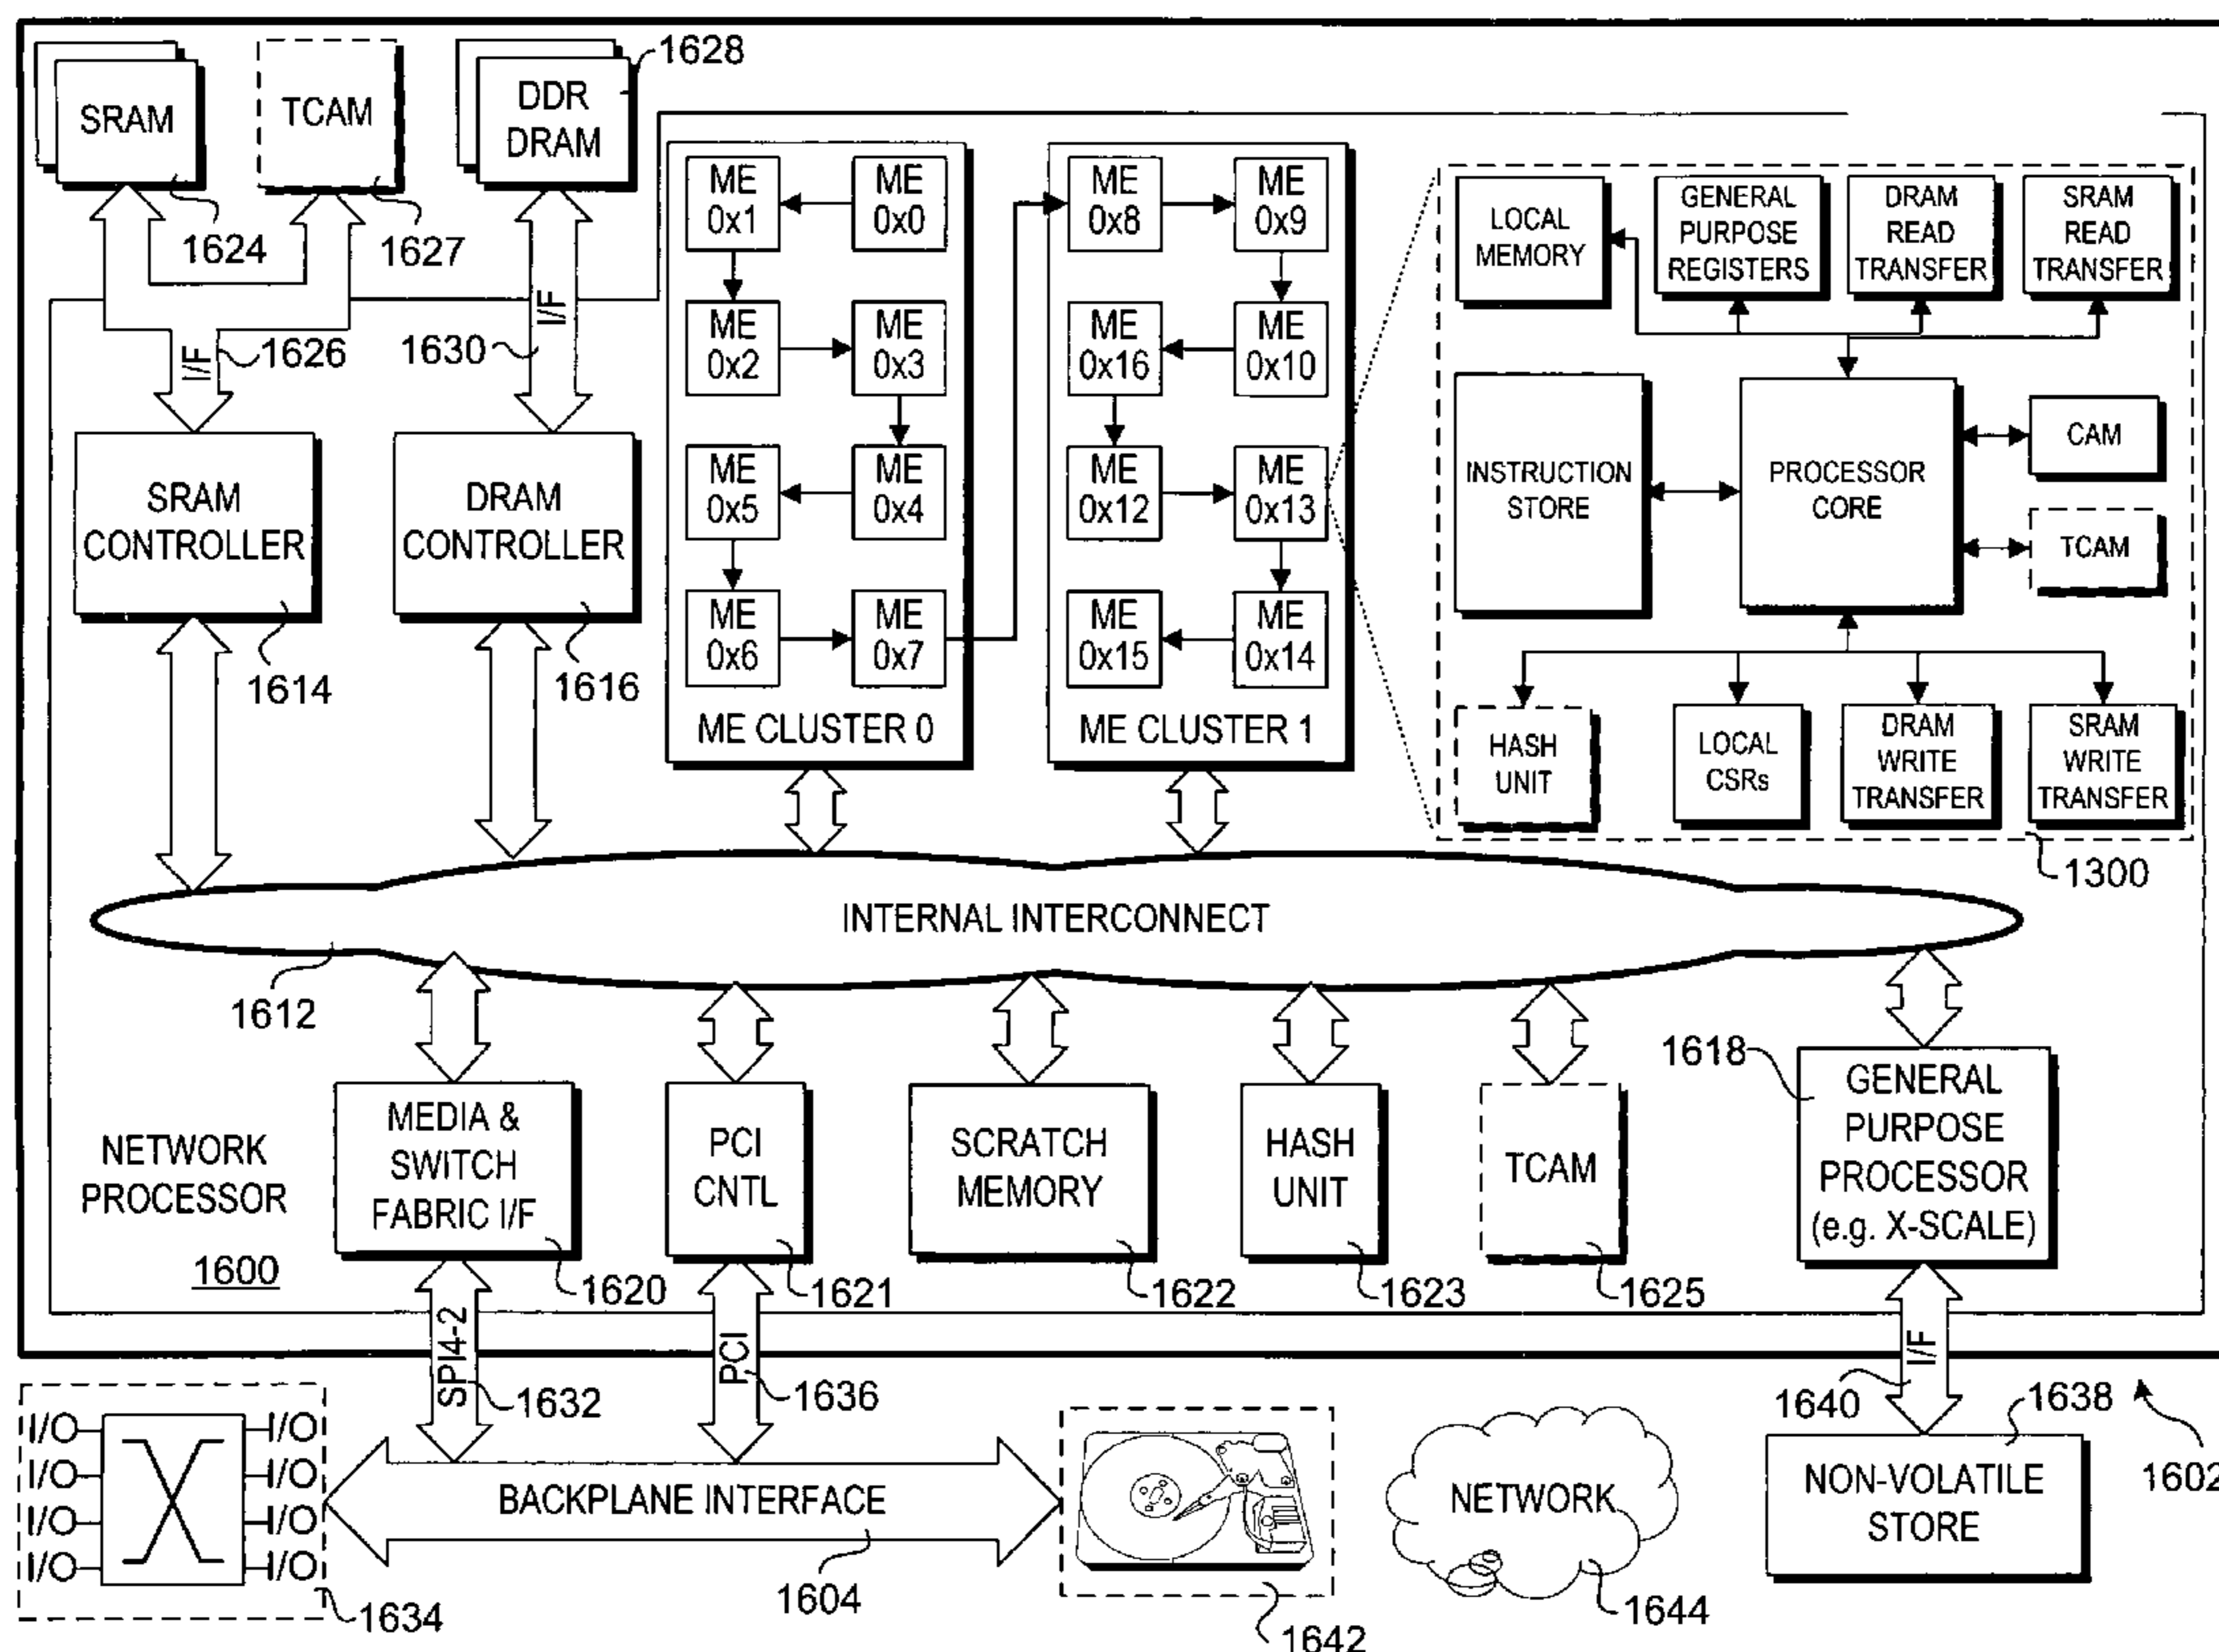 SRAM
1624
TCAM
1627
DDR
DRAM
1628
I/F
1626
1630
I/F
SRAM
CONTROLLER
1614
DRAM
CONTROLLER
1616
ME
0x1
ME
0x0
ME
0x2
ME
0x3
ME
0x5
ME
0x4
ME
0x6
ME
0x7
ME CLUSTER 0
ME
0x8
ME
0x9
ME
0x16
ME
0x10
ME
0x12
ME
0x13
ME
0x15
ME
0x14
ME CLUSTER 1
LOCAL
MEMORY
GENERAL
PURPOSE
REGISTERS
DRAM
READ
TRANSFER
SRAM
READ
TRANSFER
INSTRUCTION
STORE
PROCESSOR
CORE
CAM
TCAM
HASH
UNIT
LOCAL
CSRs
DRAM
WRITE
TRANSFER
SRAM
WRITE
TRANSFER
1300
INTERNAL INTERCONNECT
1612
NETWORK
PROCESSOR
1600
MEDIA &
SWITCH
FABRIC I/F
1620
PCI
CNTL
1621
SCRATCH
MEMORY
1622
HASH
UNIT
1623
TCAM
1625
1618
GENERAL
PURPOSE
PROCESSOR
(e.g. X-SCALE)
SPI4-2
1632
PCI
1636
I/F
1640
1638
1602
I/O I/O
I/O I/O
I/O I/O
I/O I/O
1634
BACKPLANE INTERFACE
1604
1642
NETWORK
1644
NON-VOLATILE
STORE